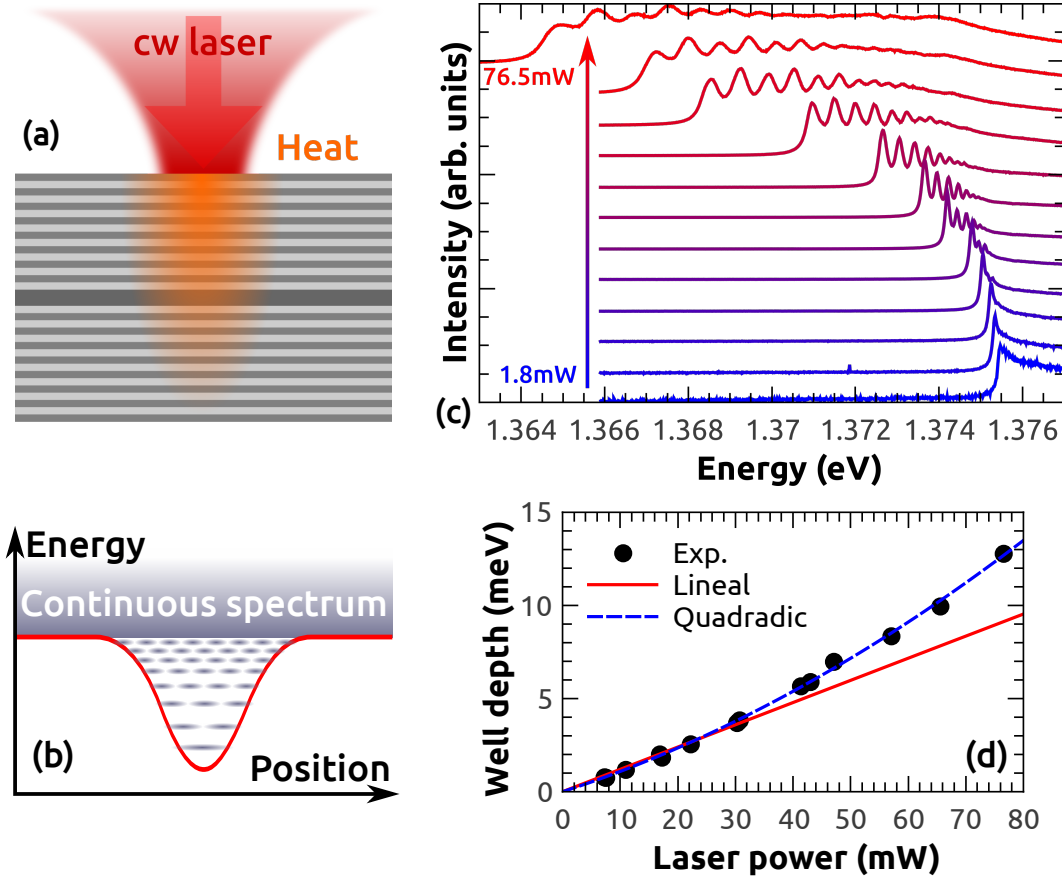 cw laser
(a)
Heat
Energy
Continuous spectrum
(b)
Position
76.5mW
1.8mW
Intensity (arb. units)
(c)
1.364 1.366 1.368 1.37 1.372 1.374 1.376
Energy (eV)
15
10
5
0
Well depth (meV)
Exp.
Lineal
Quadradic
(d)
0 10 20 30 40 50 60 70 80
Laser power (mW)